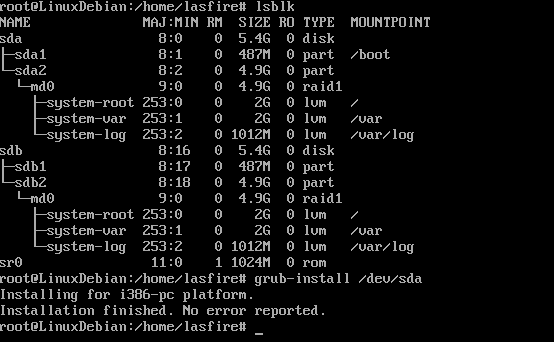 root@LinuxDebian:/home/lasfire# lsblk
NAME                MAJ:MIN RM  SIZE RO TYPE  MOUNTPOINT
sda                   8:0    0  5.4G  0 disk
├─sda1                8:1    0  487M  0 part  /boot
└─sda2                8:2    0  4.9G  0 part
  └─md0               9:0    0  4.9G  0 raid1
    ├─system-root   253:0    0    2G  0 lvm   /
    ├─system-var    253:1    0    2G  0 lvm   /var
    └─system-log    253:2    0 1012M  0 lvm   /var/log
sdb                   8:16   0  5.4G  0 disk
├─sdb1                8:17   0  487M  0 part
└─sdb2                8:18   0  4.9G  0 part
  └─md0               9:0    0  4.9G  0 raid1
    ├─system-root   253:0    0    2G  0 lvm   /
    ├─system-var    253:1    0    2G  0 lvm   /var
    └─system-log    253:2    0 1012M  0 lvm   /var/log
sr0                  11:0    1 1024M  0 rom
root@LinuxDebian:/home/lasfire# grub-install /dev/sda
Installing for i386-pc platform.
Installation finished. No error reported.
root@LinuxDebian:/home/lasfire# _